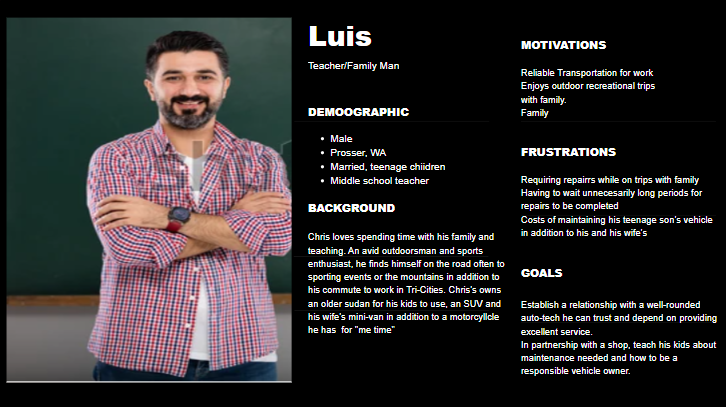 Luis
Teacher/Family Man
DEMOOGRAPHIC
• Male
• Prosser, WA
• Married, teenage chiidren
• Middle school teacher
BACKGROUND
Chris loves spending time with his family and
teaching. An avid outdoorsman and sports
enthusiast, he finds himself on the road often to
sporting events or the mountains in addition to
his commute to work in Tri-Cities. Chris's owns
an older sudan for his kids to use, an SUV and
his wife's mini-van in addition to a motorcyllcle
he has for "me time"
MOTIVATIONS
Reliable Transportation for work
Enjoys outdoor recreational trips
with family.
Family
FRUSTRATIONS
Requiring repairrs while on trips with family
Having to wait unnecesarily long periods for
repairs to be completed
Costs of maintaining his teenage son's vehicle
in addition to his and his wife's
GOALS
Establish a relationship with a well-rounded
auto-tech he can trust and depend on providing
excellent service.
In partnership with a shop, teach his kids about
maintenance needed and how to be a
responsible vehicle owner.